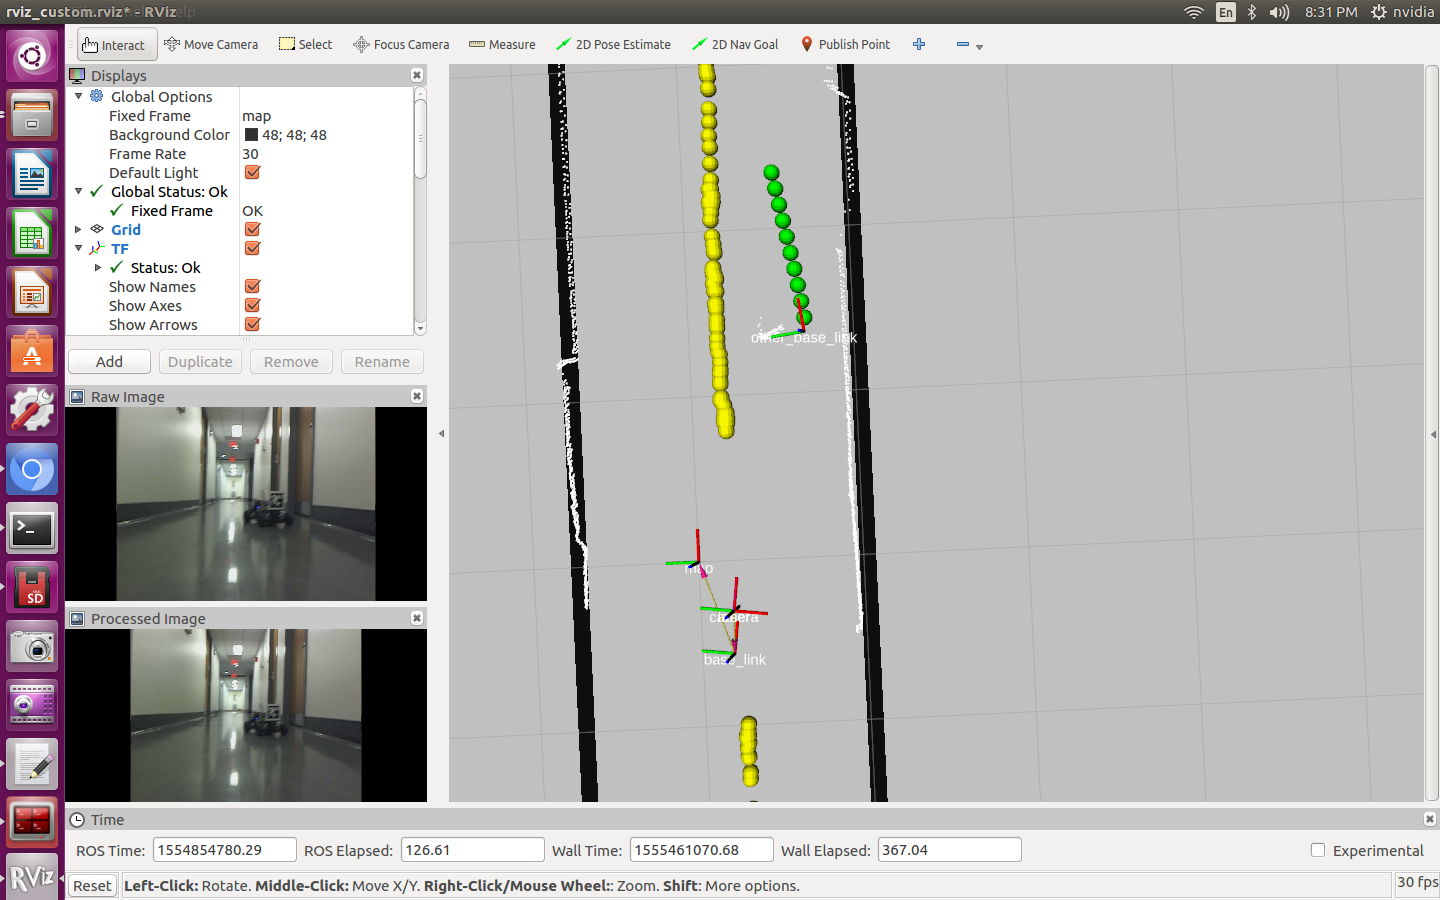 rviz_custom.rviz* - RViz
En
8:31 PM
nvidia
Interact
Move Camera
Select
Focus Camera
Measure
2D Pose Estimate
2D Nav Goal
Publish Point
Displays
Global Options
Fixed Frame map
Background Color 48; 48; 48
Frame Rate 30
Default Light
Global Status: Ok
Fixed Frame OK
Grid
TF
Status: Ok
Show Names
Show Axes
Show Arrows
Add
Duplicate
Remove
Rename
Raw Image
Processed Image
other_base_link
map
camera
base_link
SD
RViz
Time
ROS Time: 1554854780.29
ROS Elapsed: 126.61
Wall Time: 1555461070.68
Wall Elapsed: 367.04
Experimental
Reset
Left-Click: Rotate. Middle-Click: Move X/Y. Right-Click/Mouse Wheel:: Zoom. Shift: More options.
30 fps